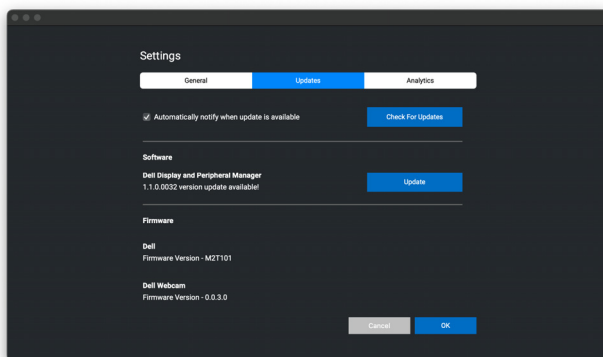 Settings
General
Updates
Analytics
Automatically notify when update is available
Check For Updates
Software
Dell Display and Peripheral Manager
1.1.0.0032 version update available!
Update
Firmware
Dell
Firmware Version - M2T101
Dell Webcam
Firmware Version - 0.0.3.0
Cancel
OK